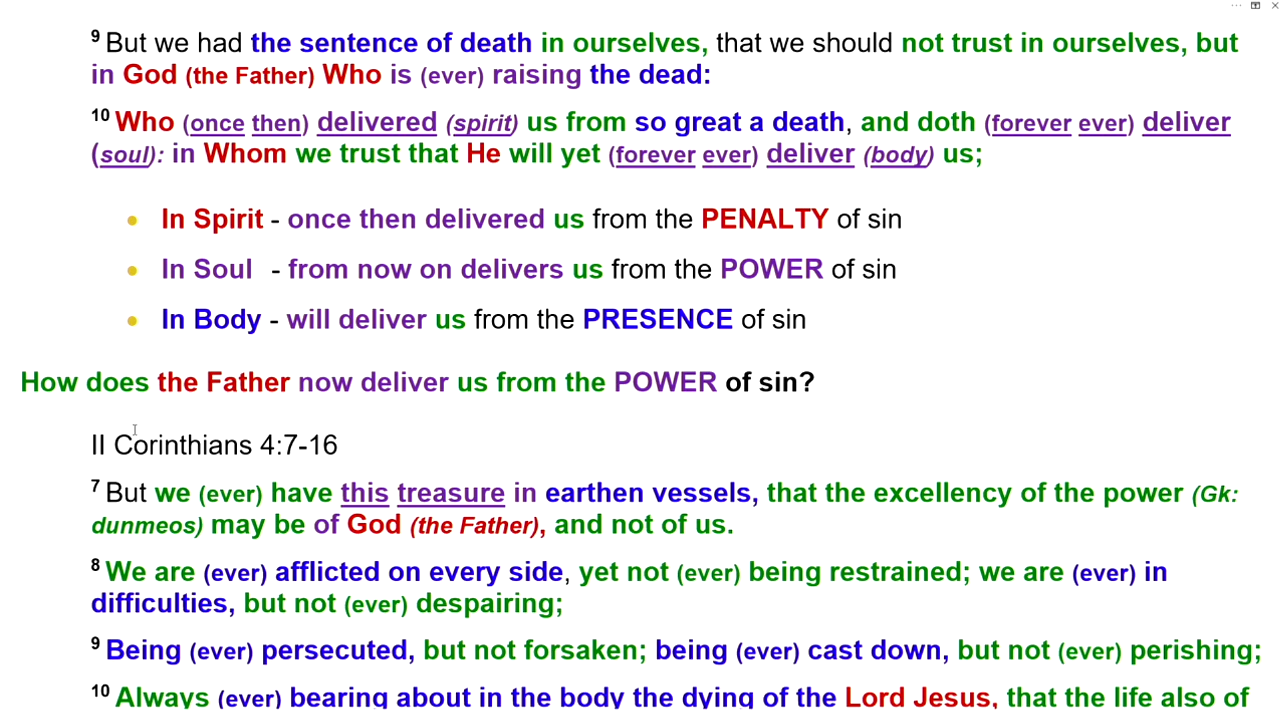 9 But we had the sentence of death in ourselves, that we should not trust in ourselves, but
in God (the Father) Who is (ever) raising the dead:
10 Who (once then) delivered (spirit) us from so great a death, and doth (forever ever) deliver
(soul): in Whom we trust that He will yet (forever ever) deliver (body) us;
• In Spirit - once then delivered us from the PENALTY of sin
• In Soul - from now on delivers us from the POWER of sin
• In Body - will deliver us from the PRESENCE of sin
How does the Father now deliver us from the POWER of sin?
II Corinthians 4:7-16
7 But we (ever) have this treasure in earthen vessels, that the excellency of the power (Gk:
dunmeos) may be of God (the Father), and not of us.
8 We are (ever) afflicted on every side, yet not (ever) being restrained; we are (ever) in
difficulties, but not (ever) despairing;
9 Being (ever) persecuted, but not forsaken; being (ever) cast down, but not (ever) perishing;
10 Always (ever) bearing about in the body the dying of the Lord Jesus, that the life also of